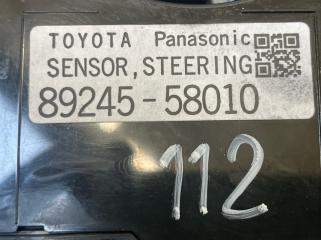 TOYOTA Panasonic
SENSOR, STEERING
89245-58010
112